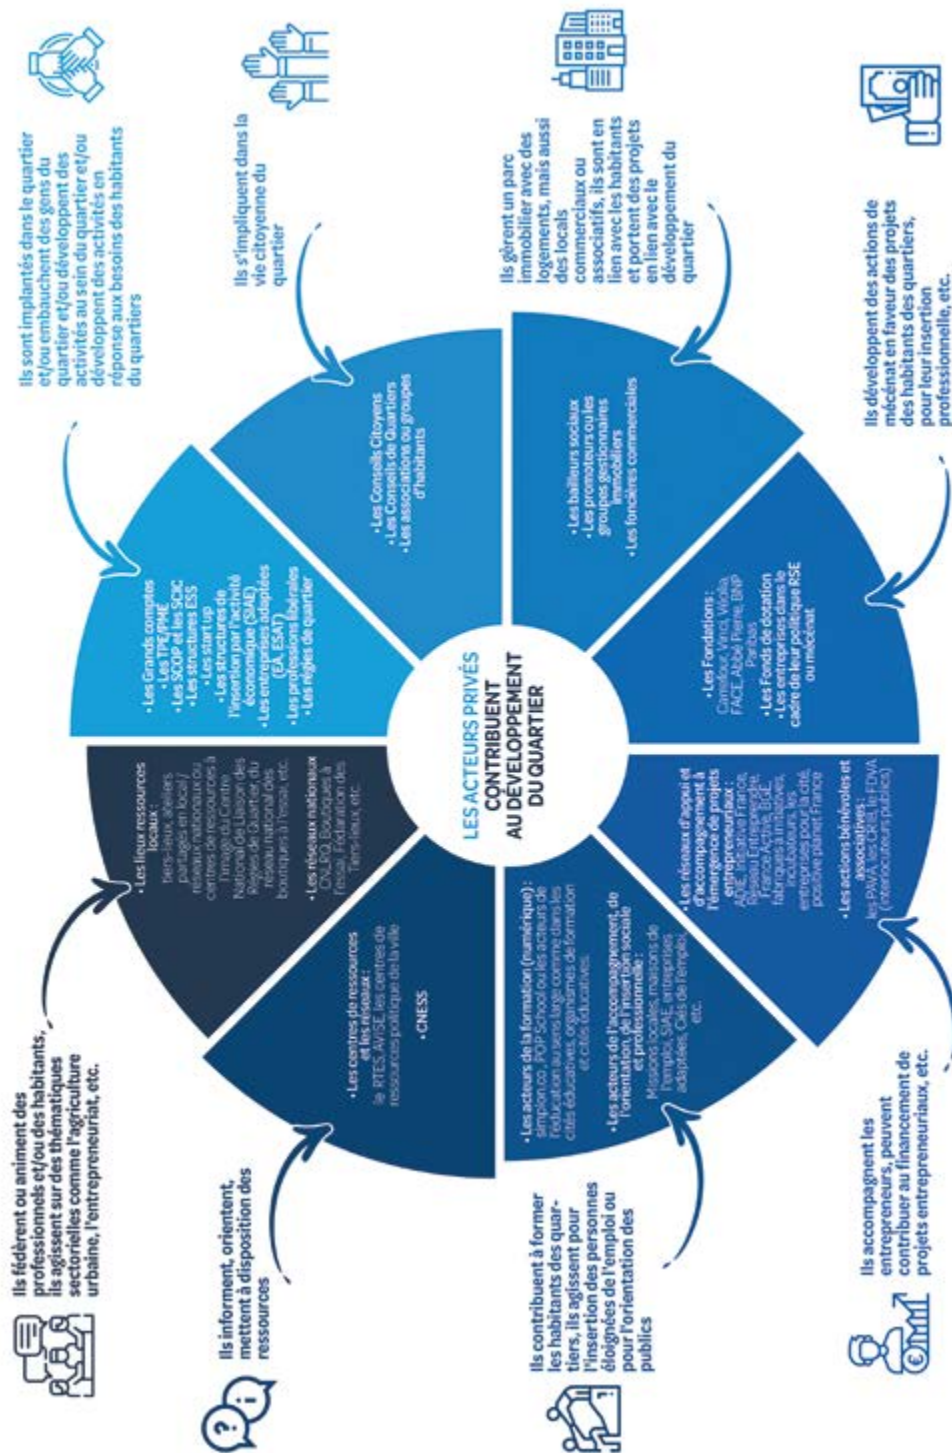 LES ACTEURS PRIVÉS
CONTRIBUENT
AU DÉVELOPPEMENT
DU QUARTIER
Ils sont implantés dans le quartier
et/ou embauchent des gens du
quartier et/ou développent des
activités au sein du quartier et/ou
développent des activités en
réponse aux besoins des habitants
du quartiers
• Les Grands comptes
• Les TPE/PME
• Les SCOP et les SCIC
• Les structures ESS
• Les start up
• Les structures de
l'insertion par l'activité
économique (SIAE)
• Les entreprises adaptées
(EA, ESAT)
• Les professions libérales
• Les régies de quartier
Ils s'impliquent dans la
vie citoyenne du
quartier
• Les Conseils Citoyens
• Les Conseils de Quartiers
• Les associations ou groupes
d'habitants
Ils gèrent un parc
immobilier avec des
logements, mais aussi
des locals
commerciaux ou
associatifs, ils sont en
lien avec les habitants
et portent des projets
en lien avec le
développement du
quartier
• Les bailleurs sociaux
• Les promoteurs ou les
groupes gestionnaires
immobiliers
• Les foncières commerciales
Ils développent des actions de
mécénat en faveur des projets
des habitants des quartiers,
pour leur insertion
professionnelle, etc.
• Les Fondations :
Carrefour, Vinci, Véolia,
FACE, Abbé Pierre, BNP
Paribas
• Les Fonds de dotation
• Les entreprises dans le
cadre de leur politique RSE
ou mécénat
Ils accompagnent les
entrepreneurs, peuvent
contribuer au financement de
projets entrepreneuriaux, etc
• Les réseaux d'appui et
d'accompagnement à
l'émergence de projets
entrepreneuriaux :
ADIE, Initiative France,
Réseau Entreprendre,
France Active, BGE,
fabriques à initiatives,
incubateurs, les
entreprises pour la cité,
positive planet France
• Les actions bénévoles et
associatives :
les PAVA, les CRIB, le FDVA
(interlocuteurs publics)
Ils contribuent à former
les habitants des quar-
tiers, ils agissent pour
l'insertion des personnes
éloignées de l'emploi ou
pour l'orientation des
publics
• Les acteurs de la formation (numérique) :
simplon.co, POP School ou les acteurs de
l'éducation au sens large comme dans les
cités éducatives, organismes de formation
et cités éducatives.
• Les acteurs de l'accompagnement, de
l'orientation, de l'insertion sociale
et professionnelle :
Missions locales, maisons de
l'emploi, SIAE, entreprises
adaptées, Cités de l'emploi,
etc.
Ils informent, orientent,
mettent à disposition des
ressources
• Les centres de ressources
et les réseaux :
le RTES, AVISE, les centres de
ressources politique de la ville
• CNESS
Ils fédèrent ou animent des
professionnels et/ou des habitants,
ils agissent sur des thématiques
sectorielles comme l'agriculture
urbaine, l'entrepreneuriat, etc.
• Les lieux ressources
locaux :
tiers-lieux, ateliers
partagés en local /
réseau national ou
centres de ressources à
l'image du Centre
National de Liaison des
Régies de Quartier, du
réseau national des
boutiques à l'essai, etc.
• Les réseaux nationaux
CNLRQ, Boutiques à
l'essai, Fédération des
Tiers-lieux, etc.